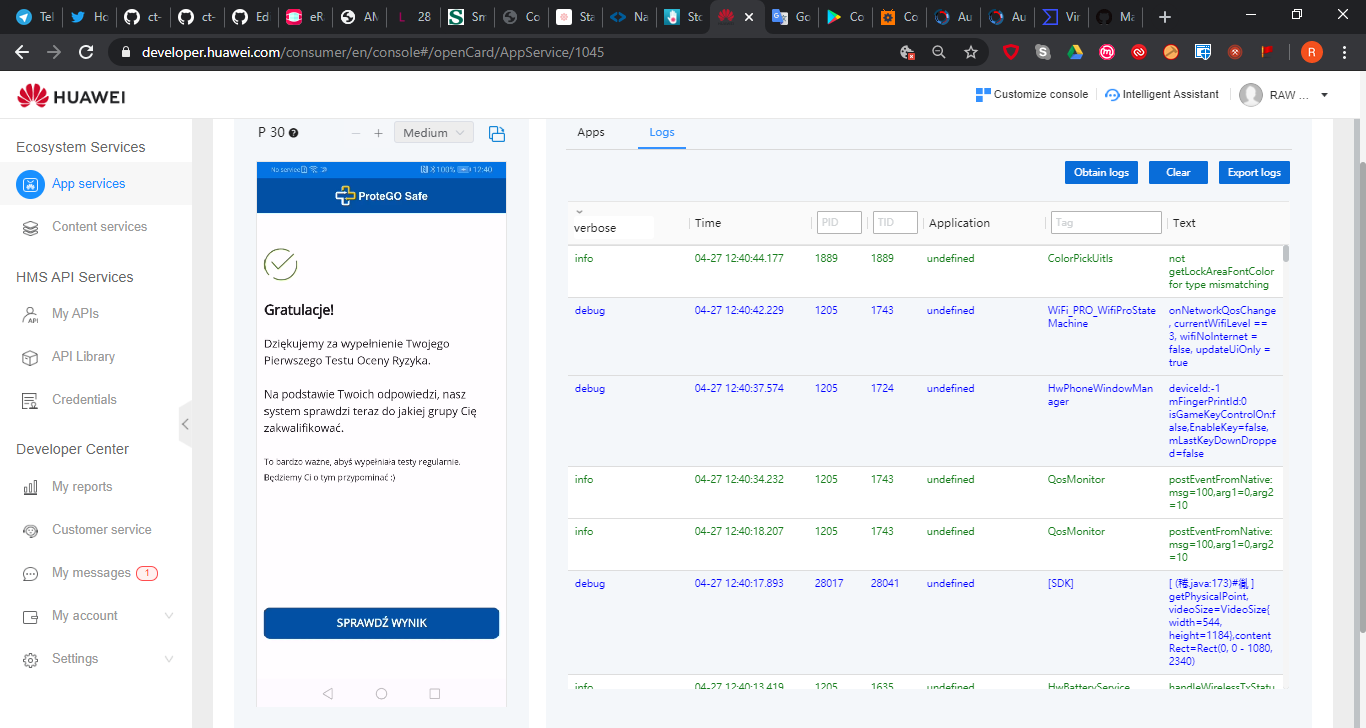 Tel
Ho
ct-
ct-
Ed
eR
AM
28
Sm
Co
Sta
Na
Sto
Go
Co
Co
Au
Au
Vir
Ma
developer.huawei.com/consumer/en/console#/openCard/AppService/1045
R
HUAWEI
Customize console
Intelligent Assistant
RAW ...
Ecosystem Services
App services
Content services
HMS API Services
My APIs
API Library
Credentials
Developer Center
My reports
Customer service
My messages 1
My account
Settings
P 30
− + Medium
No service 100% 12:40
ProteGO Safe
Gratulacje!
Dziękujemy za wypełnienie Twojego
Pierwszego Testu Oceny Ryzyka.
Na podstawie Twoich odpowiedzi, nasz
system sprawdzi teraz do jakiej grupy Cię
zakwalifikować.
To bardzo ważne, abyś wypełniała testy regularnie.
Będziemy Ci o tym przypominać :)
SPRAWDŹ WYNIK
Apps Logs
Obtain logs Clear Export logs
verbose Time PID TID Application Tag Text
info 04-27 12:40:44.177 1889 1889 undefined ColorPickUtils not
getLockAreaFontColor
for type mismatching
debug 04-27 12:40:42.229 1205 1743 undefined WiFi_PRO_WifiProState onNetworkQosChange
Machine , currentWifiLevel ==
3, wifiNoInternet =
false, updateUiOnly =
true
debug 04-27 12:40:37.574 1205 1724 undefined HwPhoneWindowMan deviceId:-1
ager mFingerPrintId:0
isGameKeyControlOn:f
alse,EnableKey=false,
mLastKeyDownDroppe
d=false
info 04-27 12:40:34.232 1205 1743 undefined QosMonitor postEventFromNative:
msg=100,arg1=0,arg2
=10
info 04-27 12:40:18.207 1205 1743 undefined QosMonitor postEventFromNative:
msg=100,arg1=0,arg2
=10
debug 04-27 12:40:17.893 28017 28041 undefined [SDK] .java:173)#
getPhysicalPoint,
videoSize=VideoSize{
width=544,
height=1184},content
Rect=Rect(0, 0 - 1080,
2340)
info 04-27 12:40:13.419 1205 1635 undefined HwBatteryService handleWirelessTxStatu